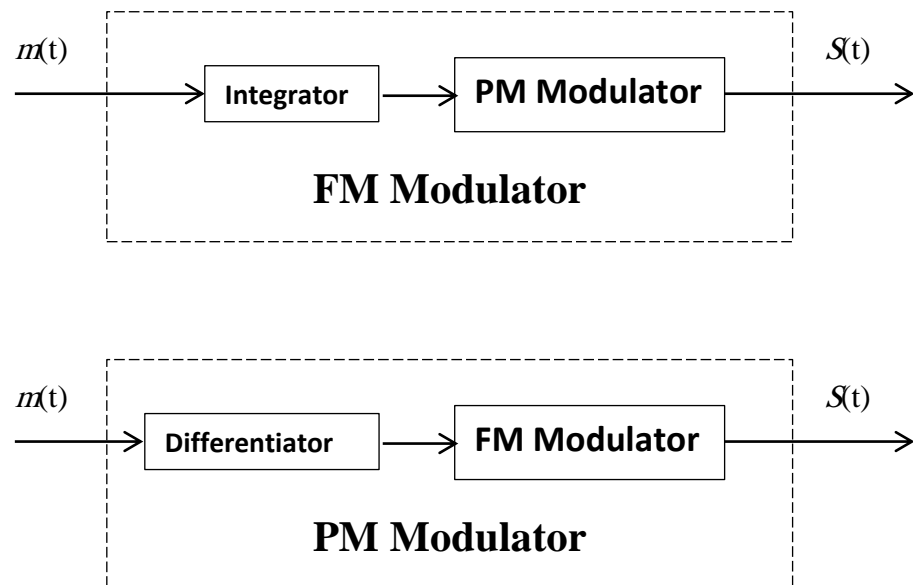 m(t)
S(t)
Integrator
PM Modulator
FM Modulator
m(t)
S(t)
Differentiator
FM Modulator
PM Modulator